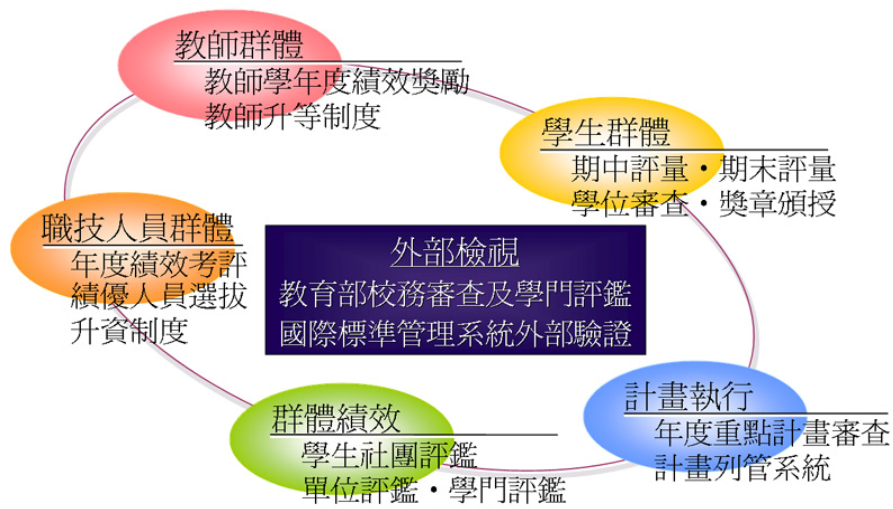 教師群體
教師學年度績效獎勵
教師升等制度
學生群體
期中評量・期末評量
學位審查・獎章頒授
職技人員群體
年度績效考評
績優人員選拔
升資制度
外部檢視
教育部校務審查及學門評鑑
國際標準管理系統外部驗證
群體績效
學生社團評鑑
單位評鑑・學門評鑑
計畫執行
年度重點計畫審查
計畫列管系統